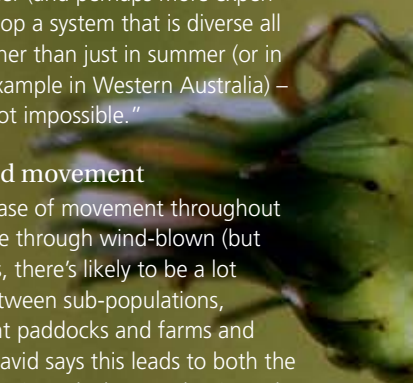 er (and perhaps more expen-
op a system that is diverse all
her than just in summer (or in
xample in Western Australia) –
ot impossible.”
d movement
ase of movement throughout
e through wind-blown (but
s, there’s likely to be a lot
tween sub-populations,
nt paddocks and farms and
avid says this leads to both the